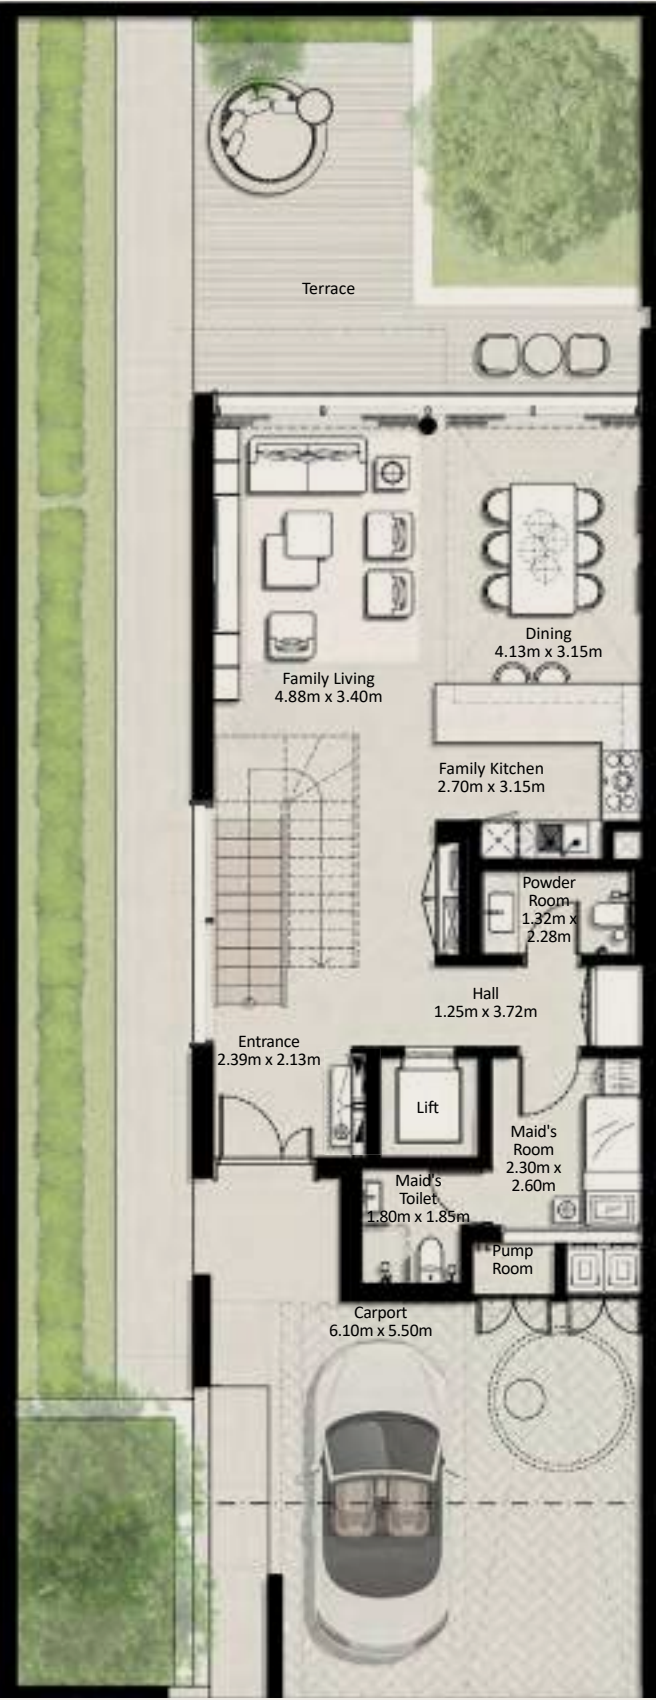 Terrace
Dining
4.13m x 3.15m
Family Living
4.88m x 3.40m
Family Kitchen
2.70m x 3.15m
Powder
Room
1.32m x
2.28m
Hall
1.25m x 3.72m
Entrance
2.39m x 2.13m
Lift
Maid's
Room
2.30m x
2.60m
Maid's
Toilet
1.80m x 1.85m
Pump
Room
Carport
6.10m x 5.50m